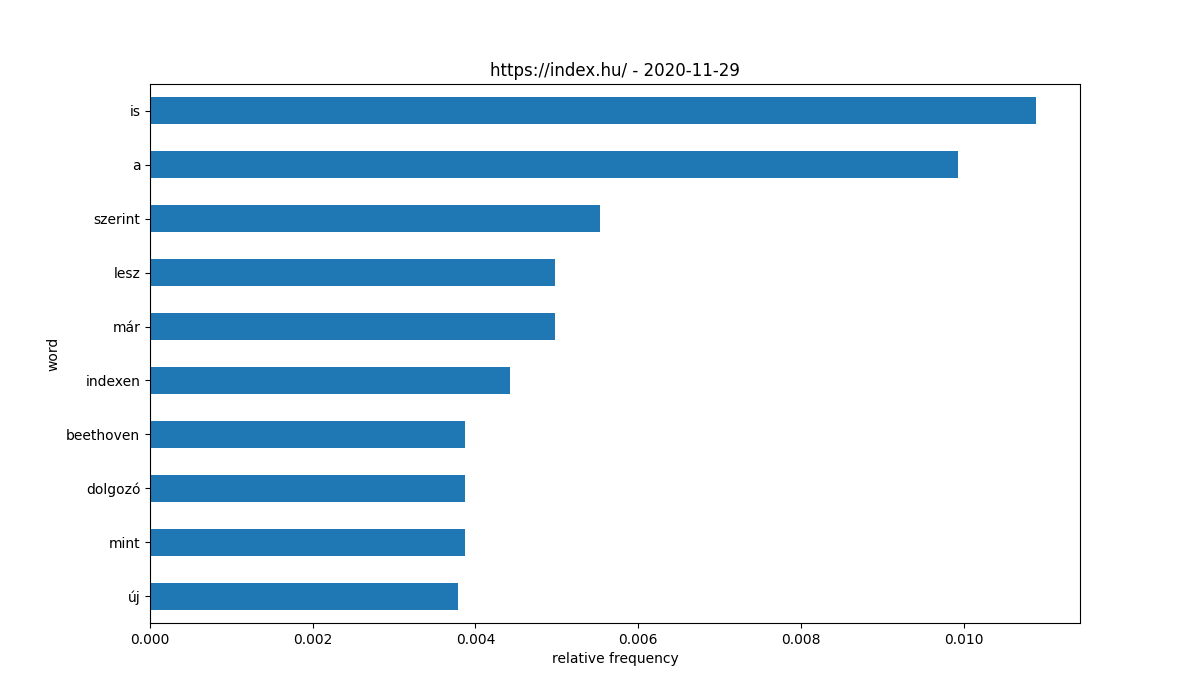 https://index.hu/ - 2020-11-29
is
a
szerint
lesz
már
indexen
beethoven
dolgozó
mint
új
word
0.000 0.002 0.004 0.006 0.008 0.010
relative frequency